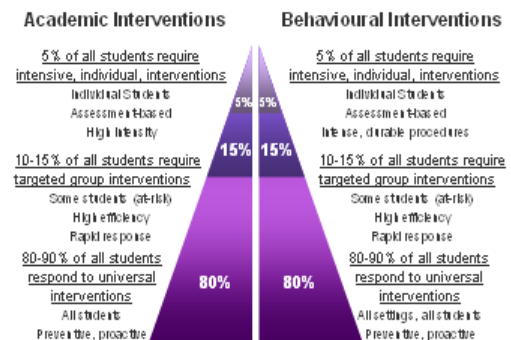 Academic Interventions
5% of all students require
intensive, individual, interventions
Individual Students
Assessment-based
High Intensity
10-15% of all students require
targeted group interventions
Some students (at-risk)
High efficiency
Rapid response
80-90% of all students
respond to universal
interventions
All students
Preventive, proactive
5%
15%
80%
Behavioural Interventions
5% of all students require
intensive, individual, interventions
Individual Students
Assessment-based
Intense, durable procedures
10-15% of all students require
targeted group interventions
Some students (at-risk)
High efficiency
Rapid response
80-90% of all students
respond to universal
interventions
All settings, all students
Preventive, proactive
5%
15%
80%